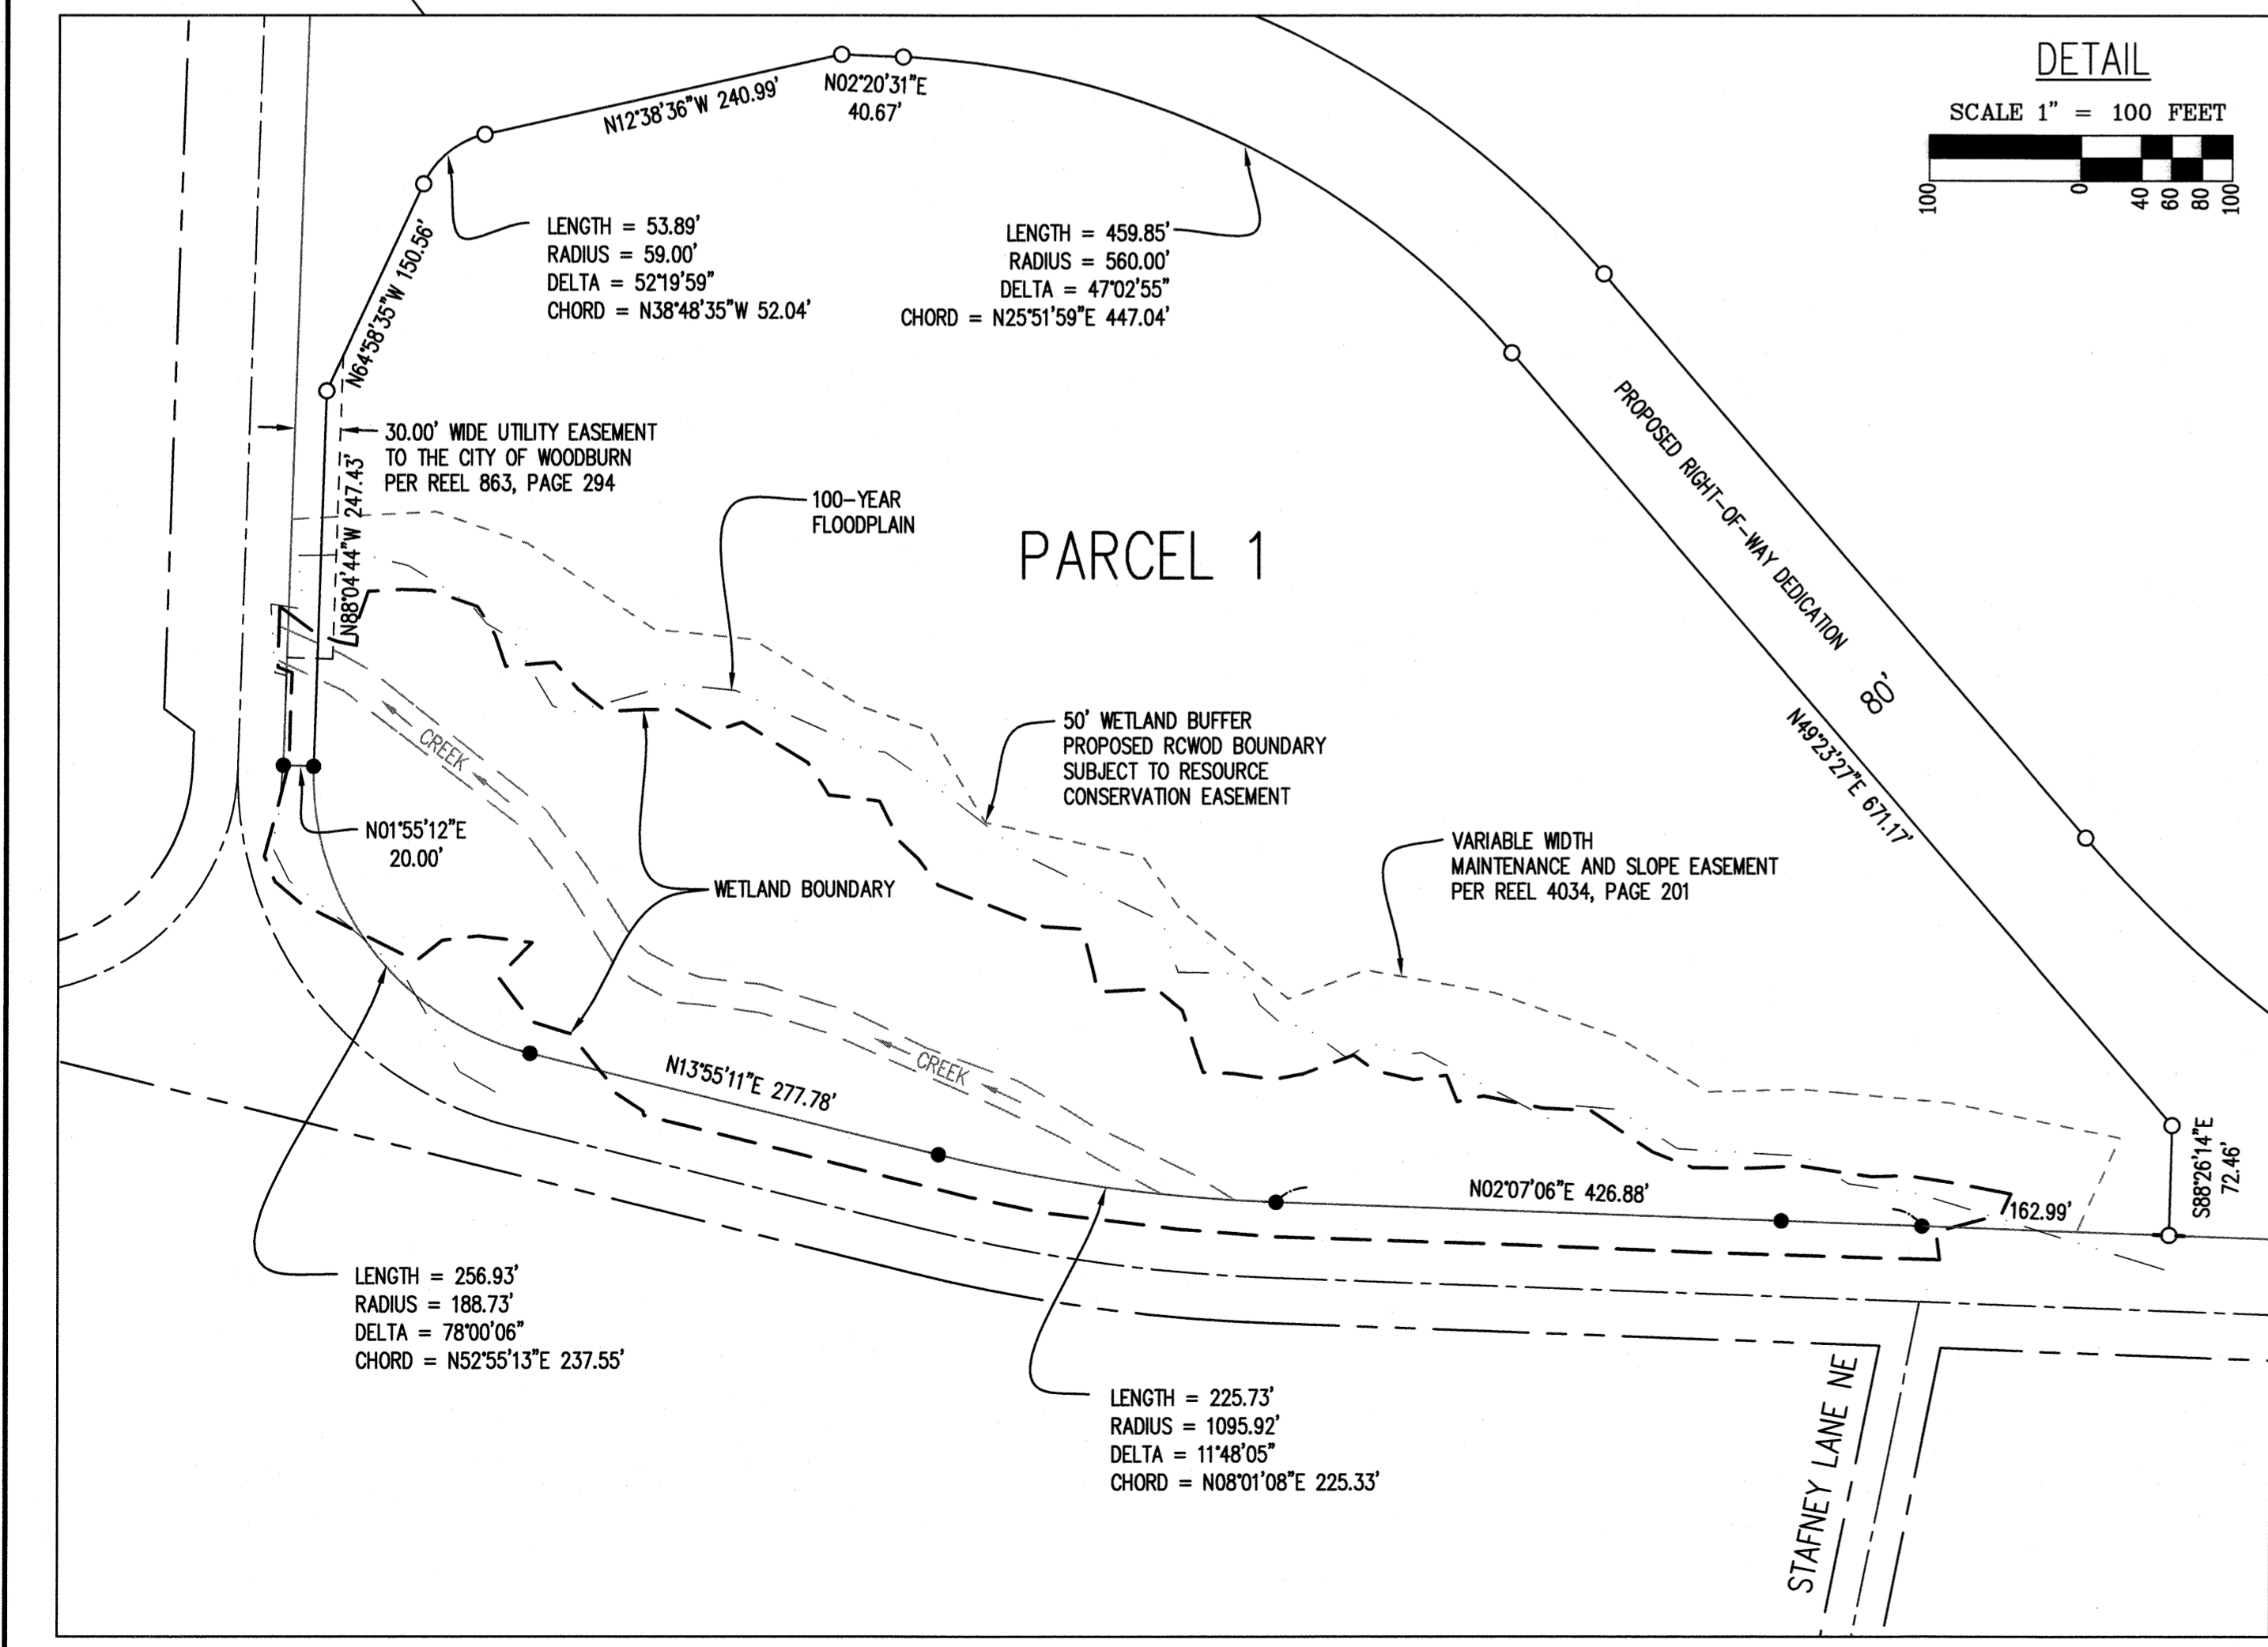 DETAIL
SCALE 1" = 100 FEET
100
0
40
60
80
100
N12°38'36"W 240.99'
N02°20'31"E
40.67'
LENGTH = 53.89'
RADIUS = 59.00'
DELTA = 52°19'59"
CHORD = N38°48'35"W 52.04'
LENGTH = 459.85'
RADIUS = 560.00'
DELTA = 47°02'55"
CHORD = N25°51'59"E 447.04'
N64°58'35"W 150.56'
30.00' WIDE UTILITY EASEMENT
TO THE CITY OF WOODBURN
PER REEL 863, PAGE 294
N88°04'44"W 247.43'
100-YEAR
FLOODPLAIN
PARCEL 1
PROPOSED RIGHT-OF-WAY DEDICATION
80'
N49°23'27"E 671.17'
CREEK
50' WETLAND BUFFER
PROPOSED RCWOD BOUNDARY
SUBJECT TO RESOURCE
CONSERVATION EASEMENT
N01°55'12"E
20.00'
WETLAND BOUNDARY
VARIABLE WIDTH
MAINTENANCE AND SLOPE EASEMENT
PER REEL 4034, PAGE 201
N13°55'11"E 277.78'
CREEK
N02°07'06"E 426.88'
162.99'
S88°26'14"E
72.46'
LENGTH = 256.93'
RADIUS = 188.73'
DELTA = 78°00'06"
CHORD = N52°55'13"E 237.55'
LENGTH = 225.73'
RADIUS = 1095.92'
DELTA = 11°48'05"
CHORD = N08°01'08"E 225.33'
STAFNEY LANE NE